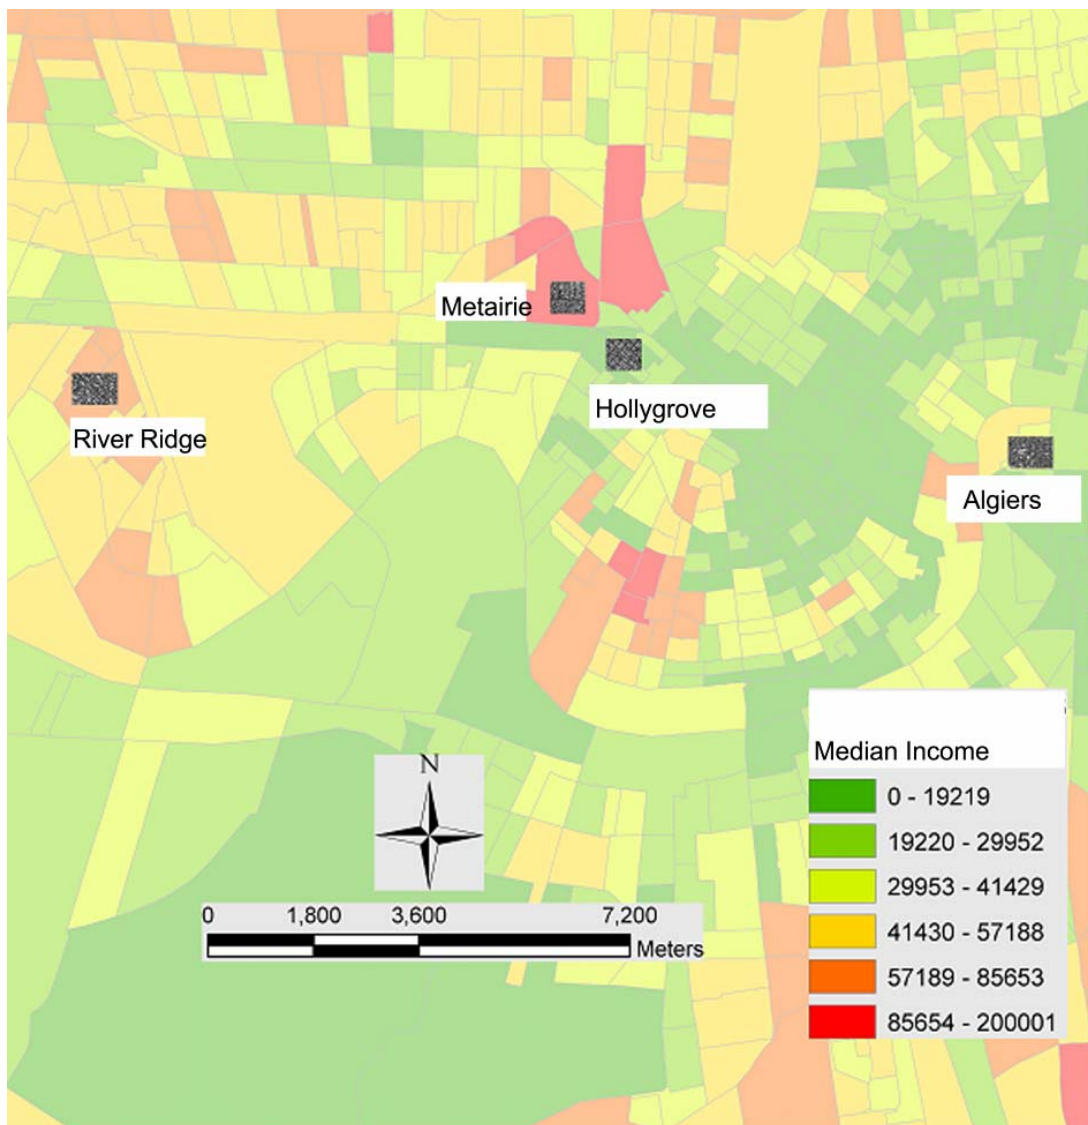 Metairie
Hollygrove
River Ridge
Algiers
Median Income
0 - 19219
19220 - 29952
29953 - 41429
41430 - 57188
57189 - 85653
85654 - 200001
N
0 1,800 3,600 7,200
Meters